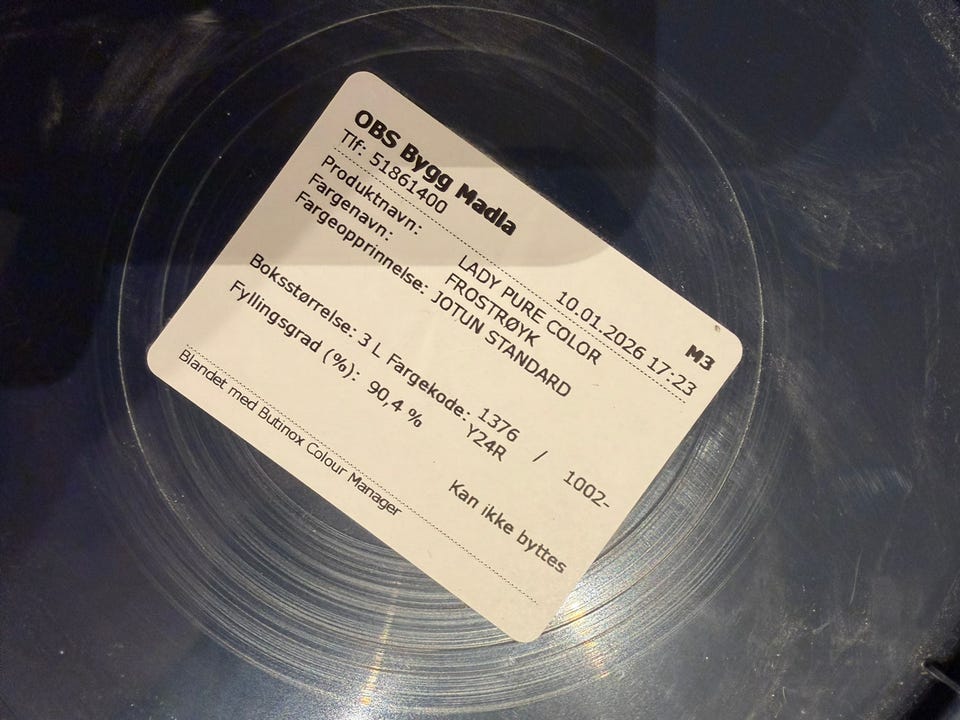 OBS Bygg Madla
M3
Tlf: 51861400
10.01.2026 17:23
Produktnavn: LADY PURE COLOR
Fargenavn: FROSTRØYK
Fargeopprinnelse: JOTUN STANDARD
Boksstørrelse: 3 L Fargekode: 1376 / 1002-
Y24R
Fyllingsgrad (%): 90,4 %
Kan ikke byttes
Blandet med Butinox Colour Manager